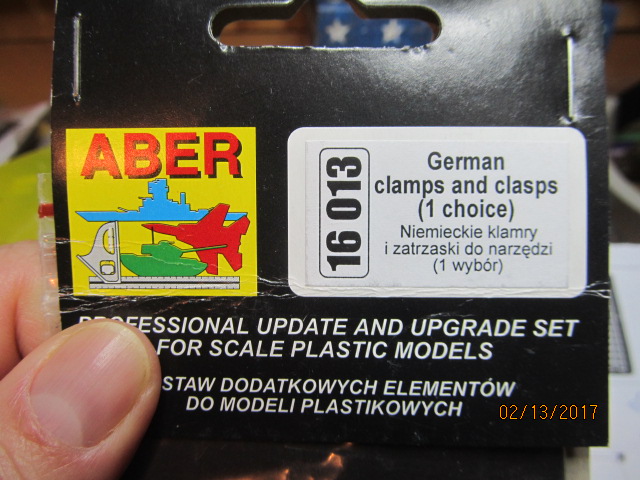 ABER
16 013
German
clamps and clasps
(1 choice)
Niemieckie klamry
i zatrzaski do narzędzi
(1 wybór)
PROFESSIONAL UPDATE AND UPGRADE SET
FOR SCALE PLASTIC MODELS
DODATKOWYCH ELEMENTÓW
DO MODELI PLASTIKOWYCH
02/13/2017